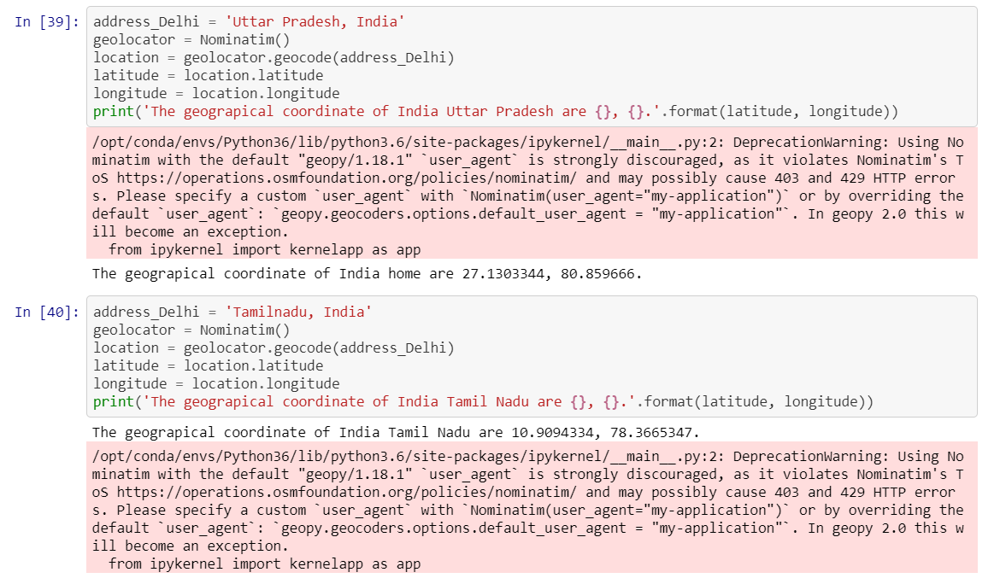 In [39]: address_Delhi = 'Uttar Pradesh, India'
geolocator = Nominatim()
location = geolocator.geocode(address_Delhi)
latitude = location.latitude
longitude = location.longitude
print('The geograpical coordinate of India Uttar Pradesh are {}, {}.'.format(latitude, longitude))
/opt/conda/envs/Python36/lib/python3.6/site-packages/ipykernel/__main__.py:2: DeprecationWarning: Using No
minatim with the default "geopy/1.18.1" `user_agent` is strongly discouraged, as it violates Nominatim's T
oS https://operations.osmfoundation.org/policies/nominatim/ and may possibly cause 403 and 429 HTTP error
s. Please specify a custom `user_agent` with `Nominatim(user_agent="my-application")` or by overriding the
default `user_agent`: `geopy.geocoders.options.default_user_agent = "my-application"`. In geopy 2.0 this w
ill become an exception.
from ipykernel import kernelapp as app
The geograpical coordinate of India home are 27.1303344, 80.859666.
In [40]: address_Delhi = 'Tamilnadu, India'
geolocator = Nominatim()
location = geolocator.geocode(address_Delhi)
latitude = location.latitude
longitude = location.longitude
print('The geograpical coordinate of India Tamil Nadu are {}, {}.'.format(latitude, longitude))
The geograpical coordinate of India Tamil Nadu are 10.9094334, 78.3665347.
/opt/conda/envs/Python36/lib/python3.6/site-packages/ipykernel/__main__.py:2: DeprecationWarning: Using No
minatim with the default "geopy/1.18.1" `user_agent` is strongly discouraged, as it violates Nominatim's T
oS https://operations.osmfoundation.org/policies/nominatim/ and may possibly cause 403 and 429 HTTP error
s. Please specify a custom `user_agent` with `Nominatim(user_agent="my-application")` or by overriding the
default `user_agent`: `geopy.geocoders.options.default_user_agent = "my-application"`. In geopy 2.0 this w
ill become an exception.
from ipykernel import kernelapp as app